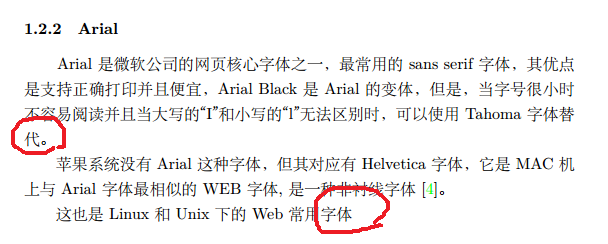 1.2.2 Arial
Arial 是微软公司的网页核心字体之一，最常用的 sans serif 字体，其优点
是支持正确打印并且便宜，Arial Black 是 Arial 的变体，但是，当字号很小时
不容易阅读并且当大写的“I”和小写的“l”无法区别时，可以使用 Tahoma 字体替
代。
苹果系统没有 Arial 这种字体，但其对应有 Helvetica 字体，它是 MAC 机
上与 Arial 字体最相似的 WEB 字体, 是一种非衬线字体 [4]。
这也是 Linux 和 Unix 下的 Web 常用字体